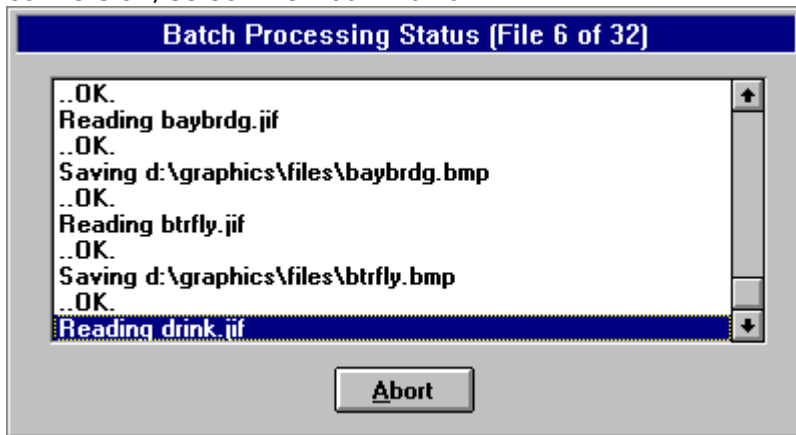 Batch Processing Status (File 6 of 32)
..OK.
Reading baybrdg.jif
..OK.
Saving d:\graphics\files\baybrdg.bmp
..OK.
Reading btrfly.jif
..OK.
Saving d:\graphics\files\btrfly.bmp
..OK.
Reading drink.jif
Abort